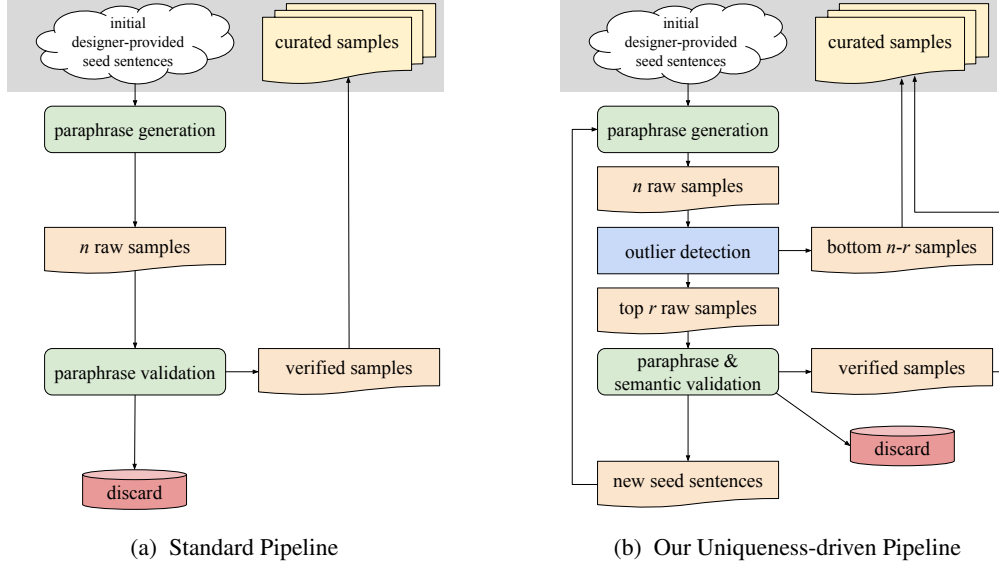 initial
designer-provided
seed sentences
curated samples
paraphrase generation
n raw samples
paraphrase validation
verified samples
discard
(a) Standard Pipeline
initial
designer-provided
seed sentences
curated samples
paraphrase generation
n raw samples
outlier detection
bottom n-r samples
top r raw samples
paraphrase &
semantic validation
verified samples
discard
new seed sentences
(b) Our Uniqueness-driven Pipeline